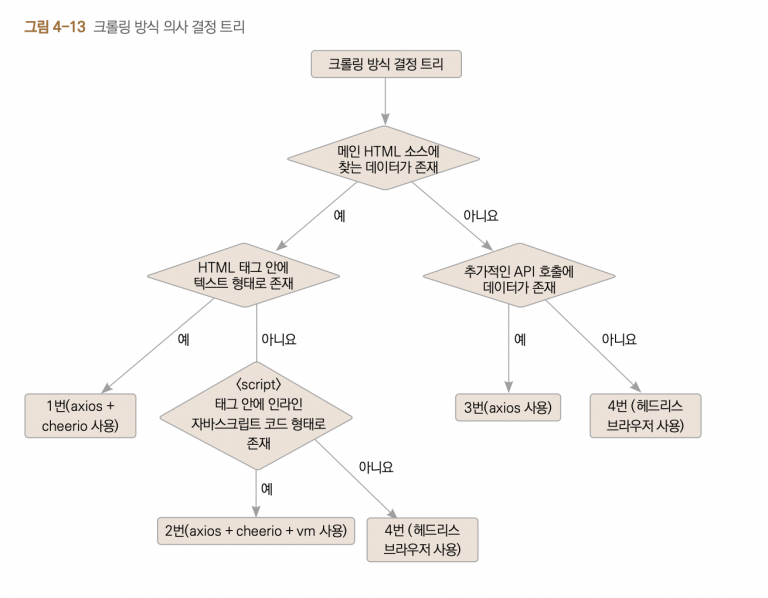 그림 4-13 크롤링 방식 의사 결정 트리
크롤링 방식 결정 트리
메인 HTML 소스에
찾는 데이터가 존재
예
아니요
HTML 태그 안에
텍스트 형태로 존재
추가적인 API 호출에
데이터가 존재
예
아니요
예
아니요
1번(axios +
cheerio 사용)
〈script〉
태그 안에 인라인
자바스크립트 코드 형태로
존재
3번(axios 사용)
4번 (헤드리스
브라우저 사용)
예
아니요
2번(axios + cheerio + vm 사용)
4번 (헤드리스
브라우저 사용)